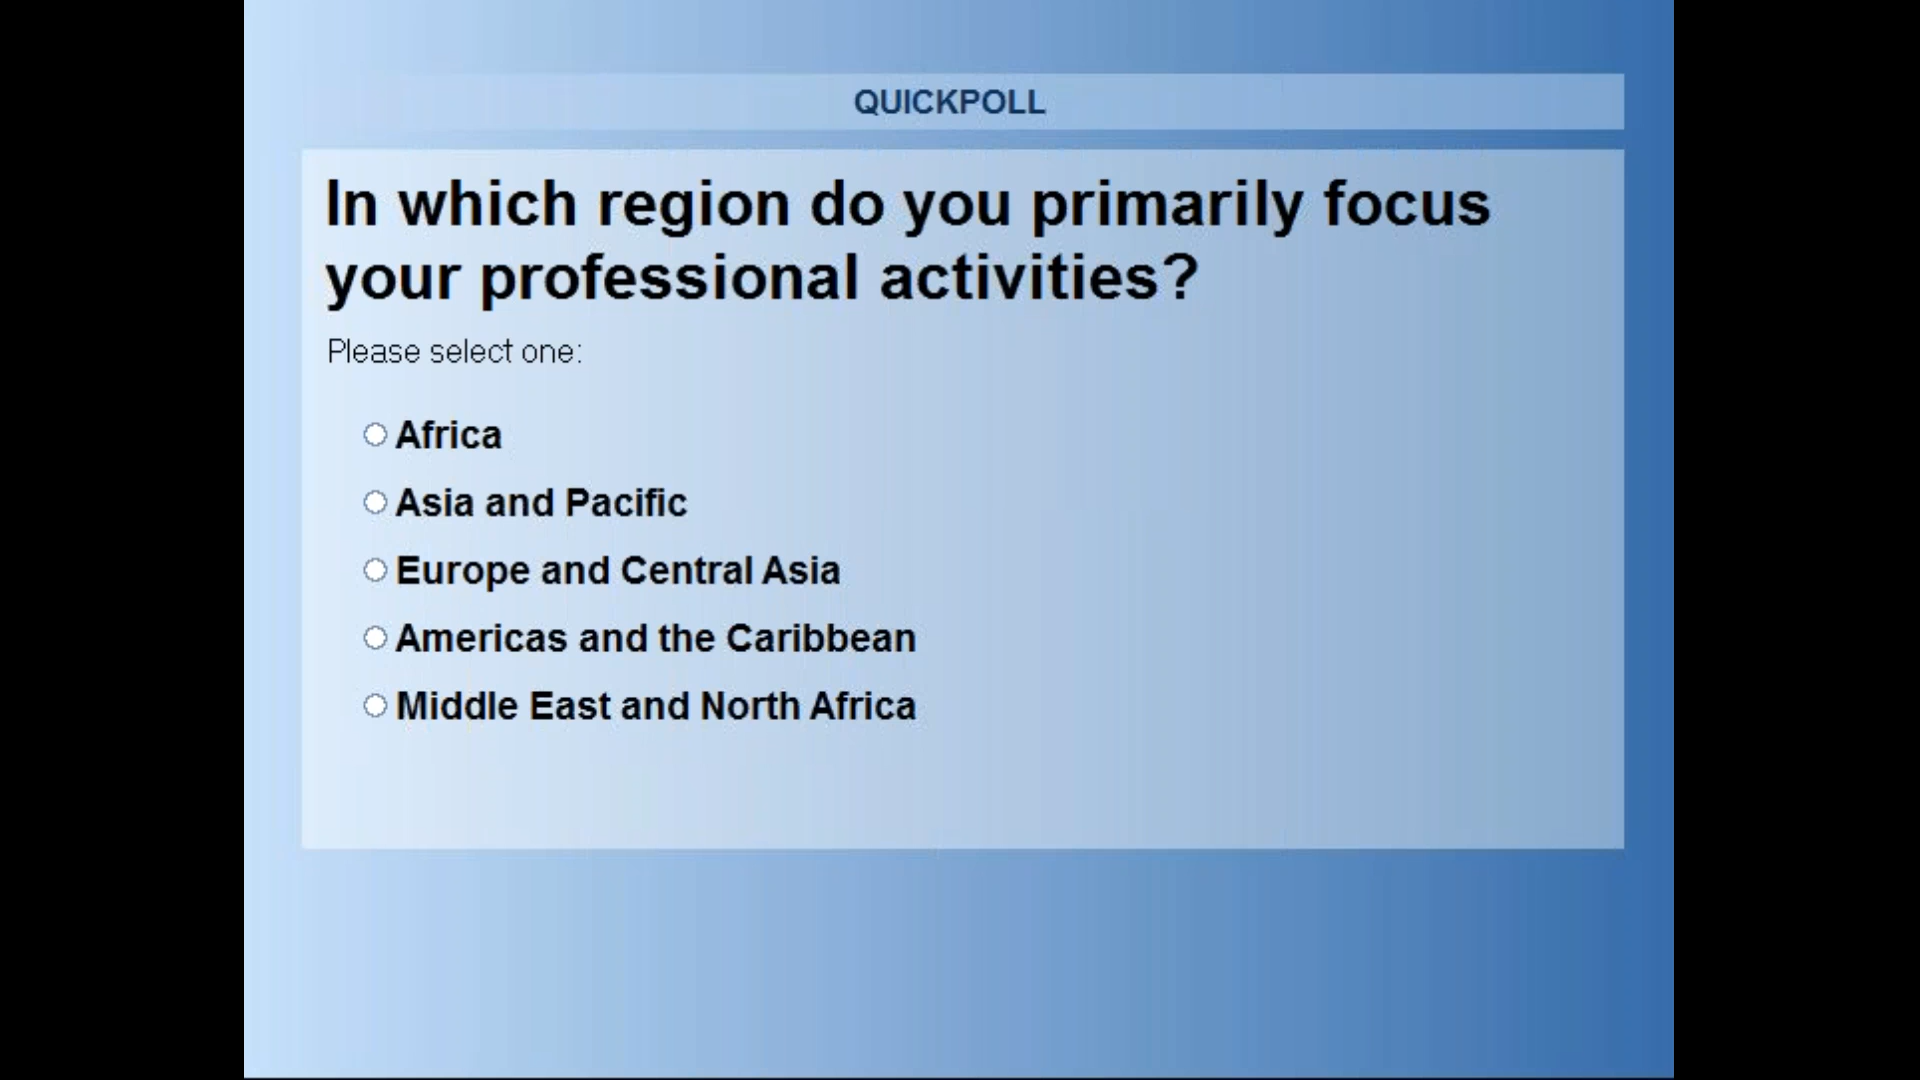 QUICKPOLL
In which region do you primarily focus
your professional activities?
Please select one:
Africa
Asia and Pacific
Europe and Central Asia
Americas and the Caribbean
Middle East and North Africa